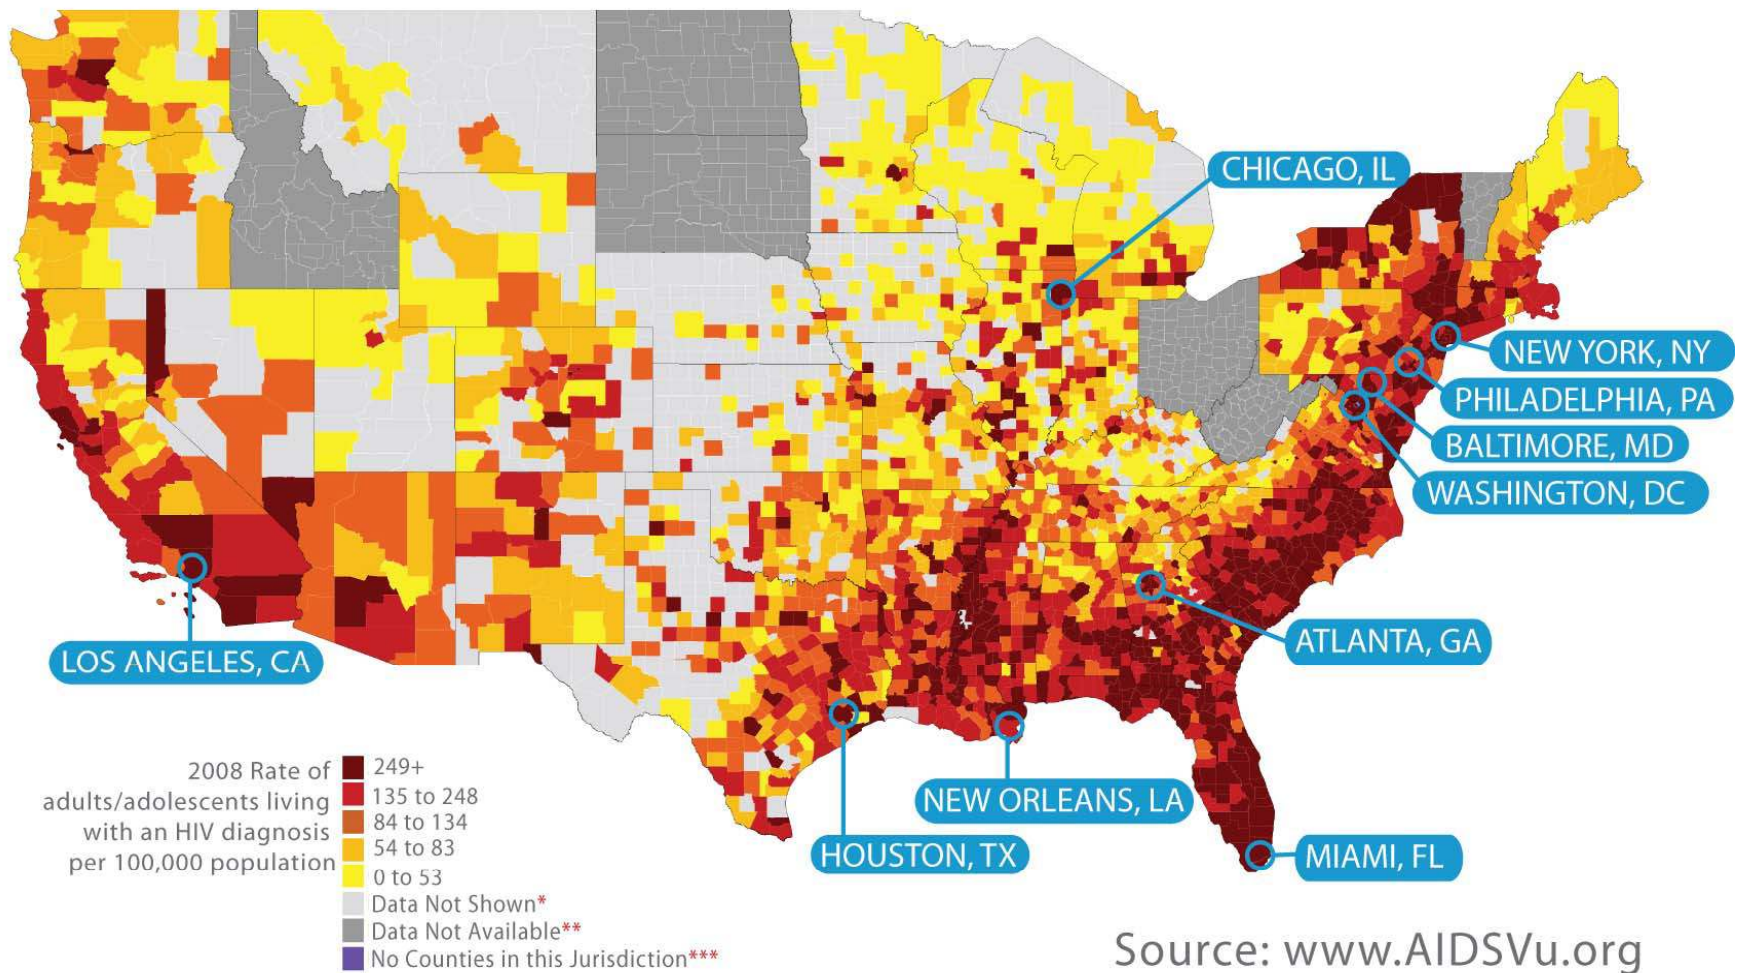 CHICAGO, IL
NEW YORK, NY
PHILADELPHIA, PA
BALTIMORE, MD
WASHINGTON, DC
ATLANTA, GA
LOS ANGELES, CA
NEW ORLEANS, LA
HOUSTON, TX
MIAMI, FL
2008 Rate of
adults/adolescents living
with an HIV diagnosis
per 100,000 population
249+
135 to 248
84 to 134
54 to 83
0 to 53
Data Not Shown*
Data Not Available**
No Counties in this Jurisdiction***
Source: www.AIDSVu.org